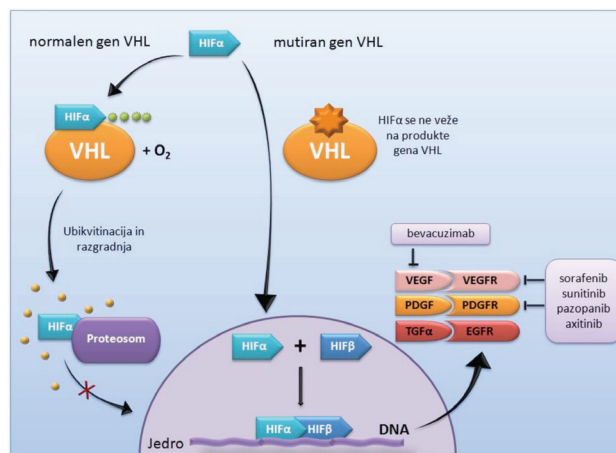 normalen gen VHL
HIFα
mutiran gen VHL
HIFα
VHL
+ O₂
VHL
HIFα se ne veže
na produkte
gena VHL
Ubikvitinacija in
razgradnja
HIFα
Proteosom
bevacuzimab
VEGF VEGFR
PDGF PDGFR
TGFα EGFR
sorafenib
sunitinib
pazopanib
axitinib
HIFα + HIFβ
HIFα HIFβ
DNA
Jedro